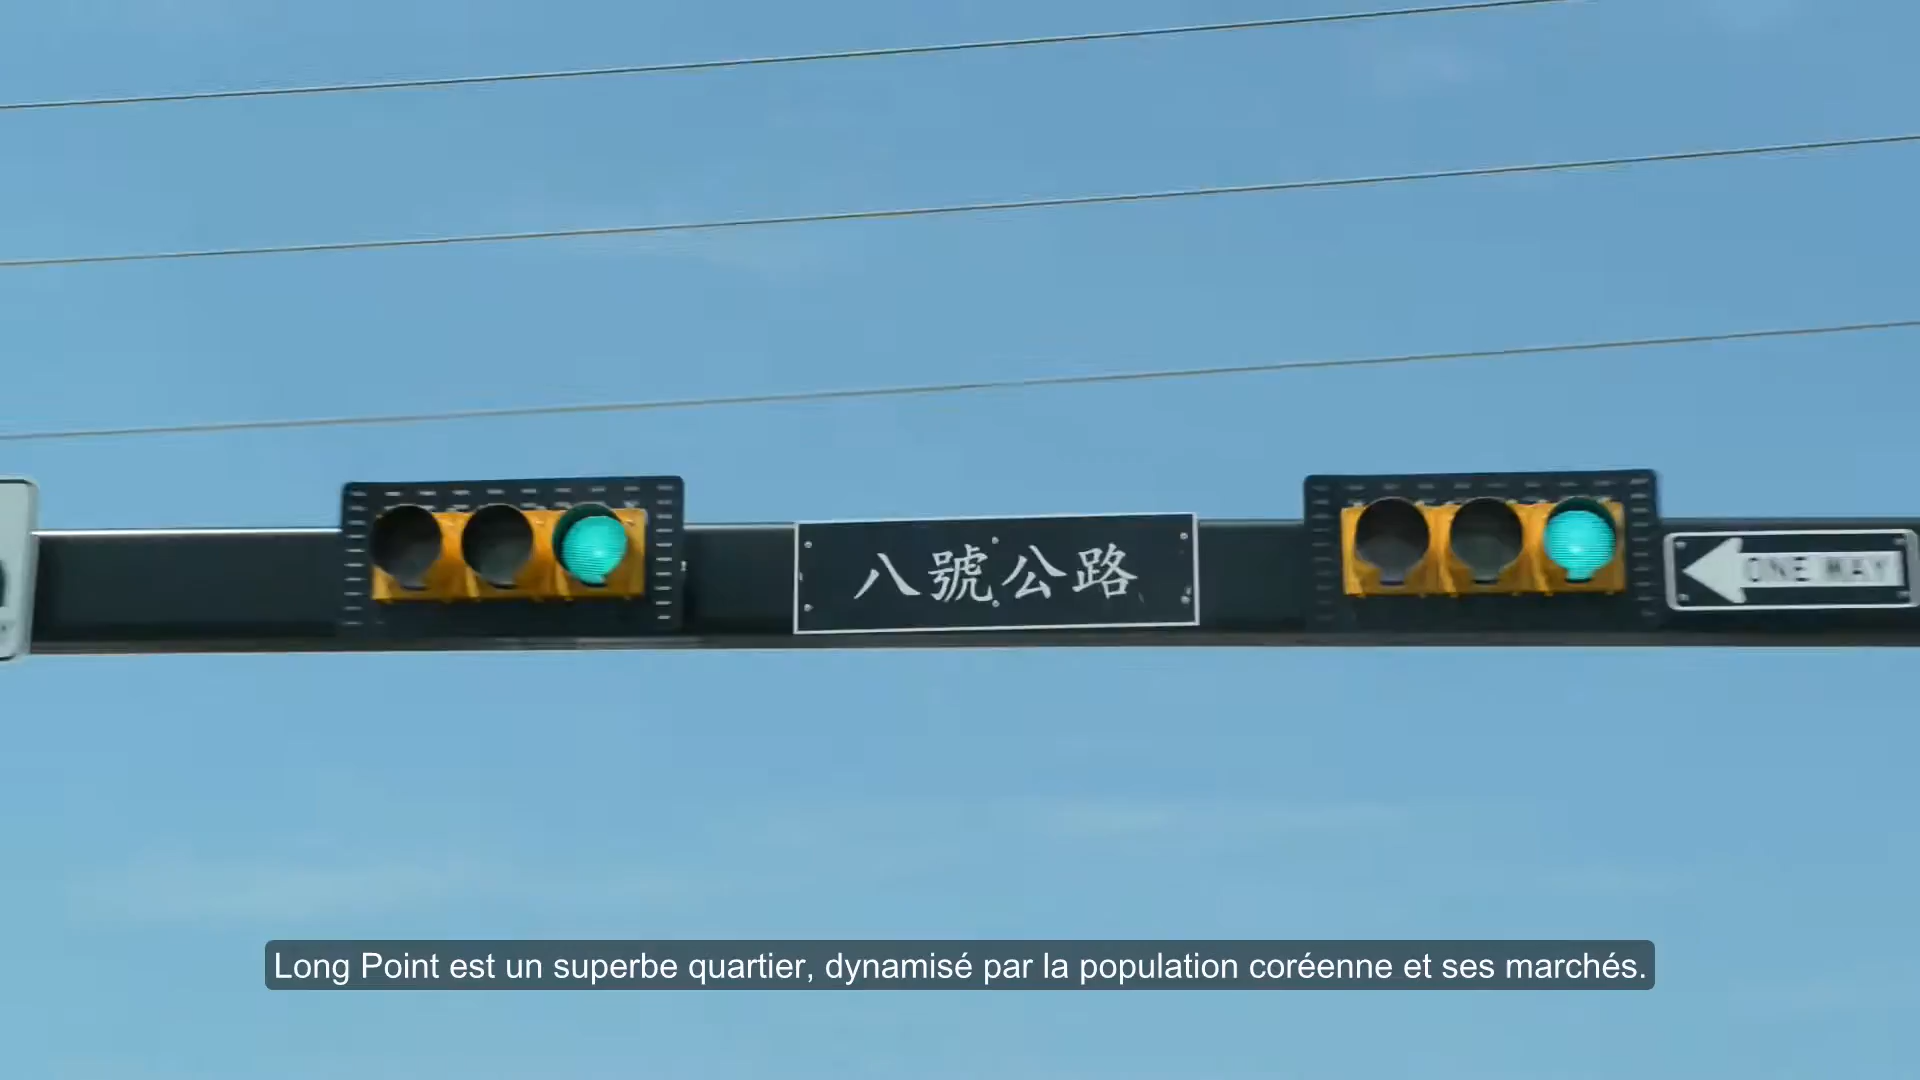 八號公路
ONE WAY
Long Point est un superbe quartier, dynamisé par la population coréenne et ses marchés.